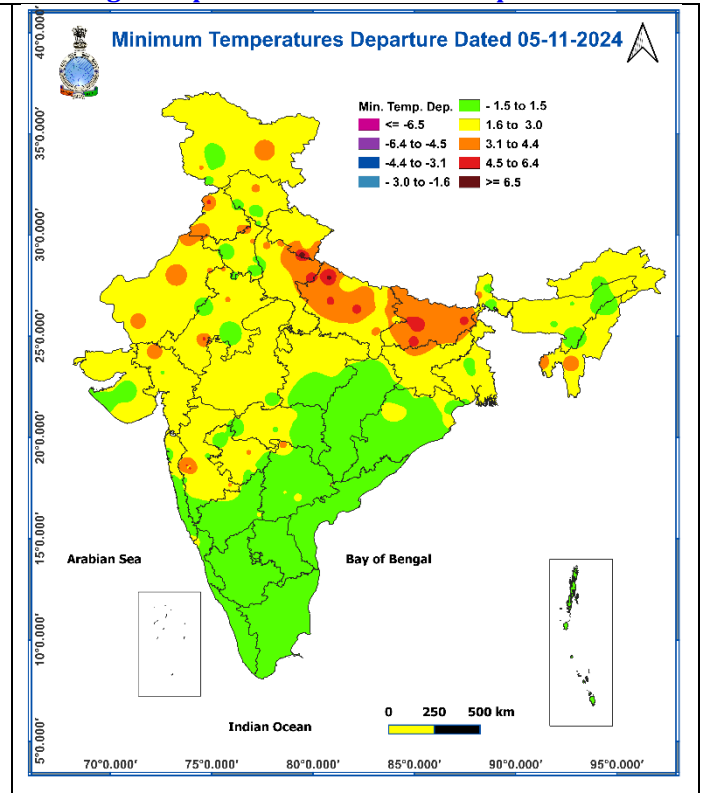 Minimum Temperatures Departure Dated 05-11-2024
Min. Temp. Dep.
<= -6.5
-6.4 to -4.5
-4.4 to -3.1
- 3.0 to -1.6
- 1.5 to 1.5
1.6 to 3.0
3.1 to 4.4
4.5 to 6.4
>= 6.5
40°0.000'
35°0.000'
30°0.000'
25°0.000'
20°0.000'
15°0.000'
10°0.000'
5°0.000'
Arabian Sea
Bay of Bengal
Indian Ocean
0 250 500 km
70°0.000' 75°0.000' 80°0.000' 85°0.000' 90°0.000' 95°0.000'